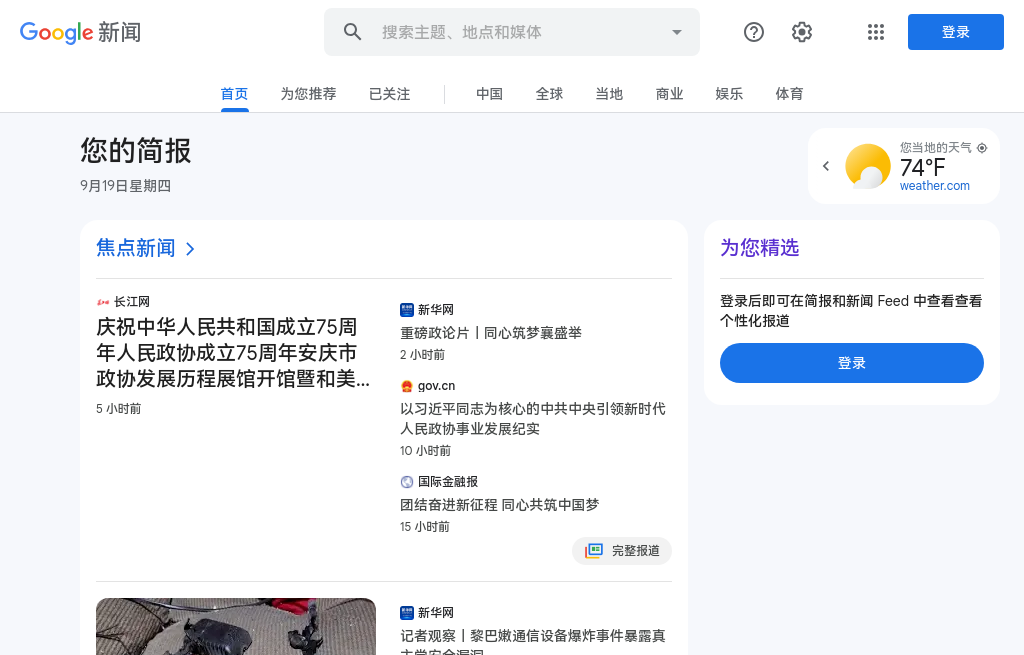 Google 新闻
搜索主题、地点和媒体
登录
首页
为您推荐
已关注
中国
全球
当地
商业
娱乐
体育
您的简报
9月19日星期四
您当地的天气
74°F
weather.com
焦点新闻
长江网
庆祝中华人民共和国成立75周
年人民政协成立75周年安庆市
政协发展历程展馆开馆暨和美...
5 小时前
新华网
重磅政论片丨同心筑梦襄盛举
2 小时前
gov.cn
以习近平同志为核心的中共中央引领新时代
人民政协事业发展纪实
10 小时前
国际金融报
团结奋进新征程 同心共筑中国梦
15 小时前
完整报道
为您精选
登录后即可在简报和新闻 Feed 中查看查看
个性化报道
登录
新华网
记者观察丨黎巴嫩通信设备爆炸事件暴露真